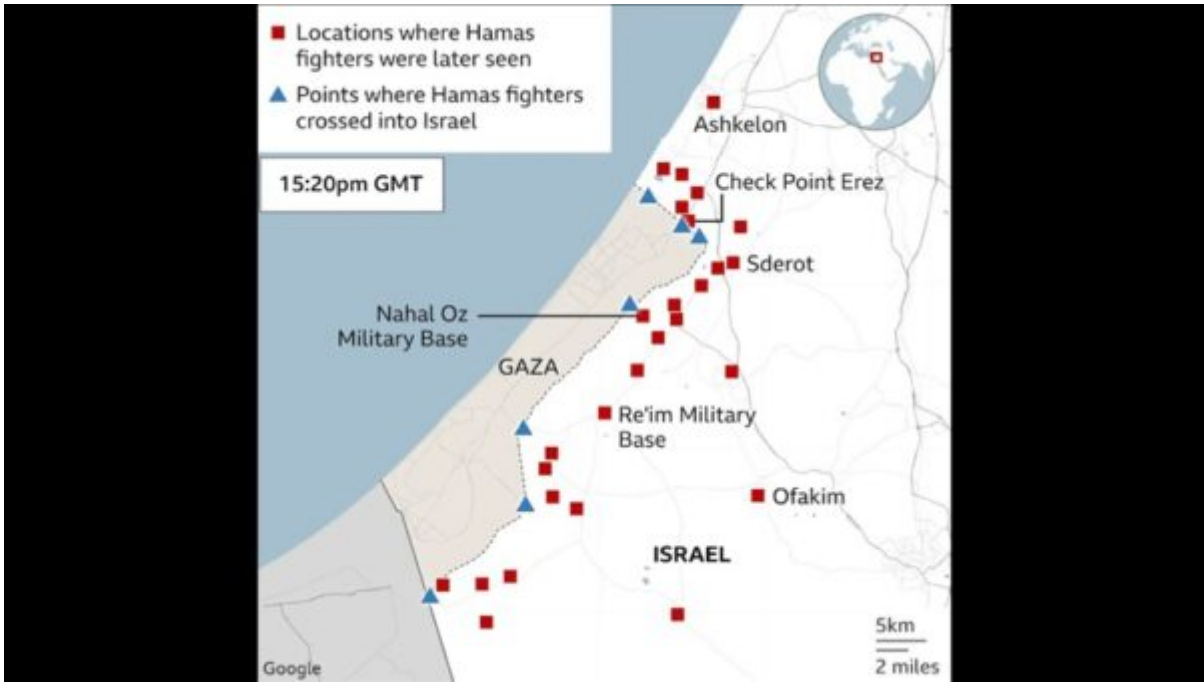 Locations where Hamas
fighters were later seen
Points where Hamas fighters
crossed into Israel
15:20pm GMT
Ashkelon
Check Point Erez
Sderot
Nahal Oz
Military Base
GAZA
Re'im Military
Base
Ofakim
ISRAEL
5km
2 miles
Google